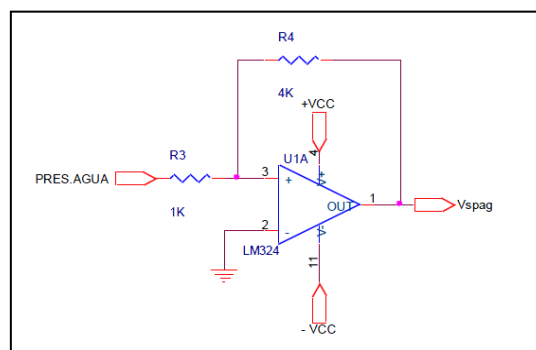 R4
4K
+VCC
4
U1A
V+
R3
3
+
PRES.AGUA
1K
OUT
1
Vspag
2
-
V-
LM324
11
- VCC